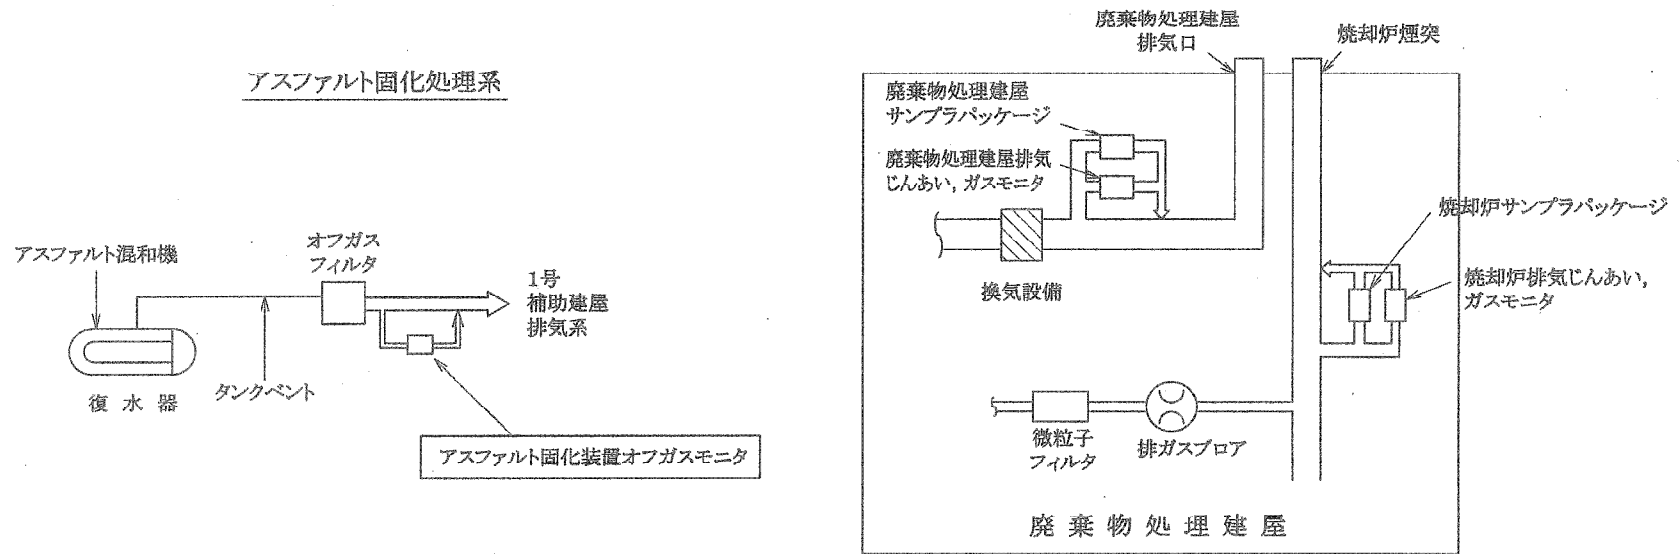 アスファルト固化処理系
アスファルト混和機
オフガス
フィルタ
1号
補助建屋
排気系
復水器
タンクベント
アスファルト固化装置オフガスモニタ
廃棄物処理建屋
排気口
焼却炉煙突
廃棄物処理建屋
サンプラパッケージ
廃棄物処理建屋排気
じんあい, ガスモニタ
換気設備
焼却炉サンプラパッケージ
焼却炉排気じんあい,
ガスモニタ
微粒子
フィルタ
排ガスブロア
廃棄物処理建屋